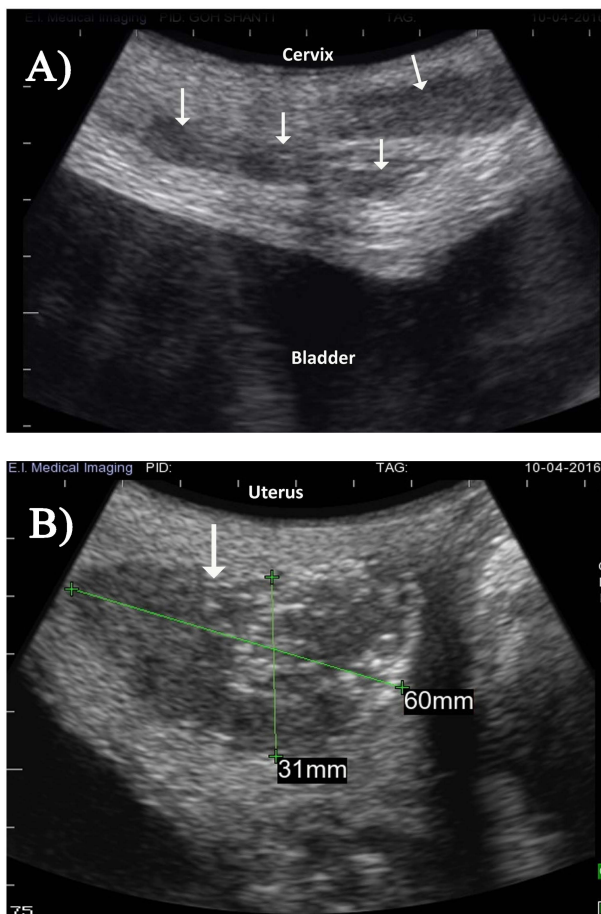 E.I. Medical Imaging PID: GOH SHANTI TAG: 10-04-2016
Cervix
A)
Bladder
E.I. Medical Imaging PID: TAG: 10-04-2016
Uterus
B)
60mm
31mm
75